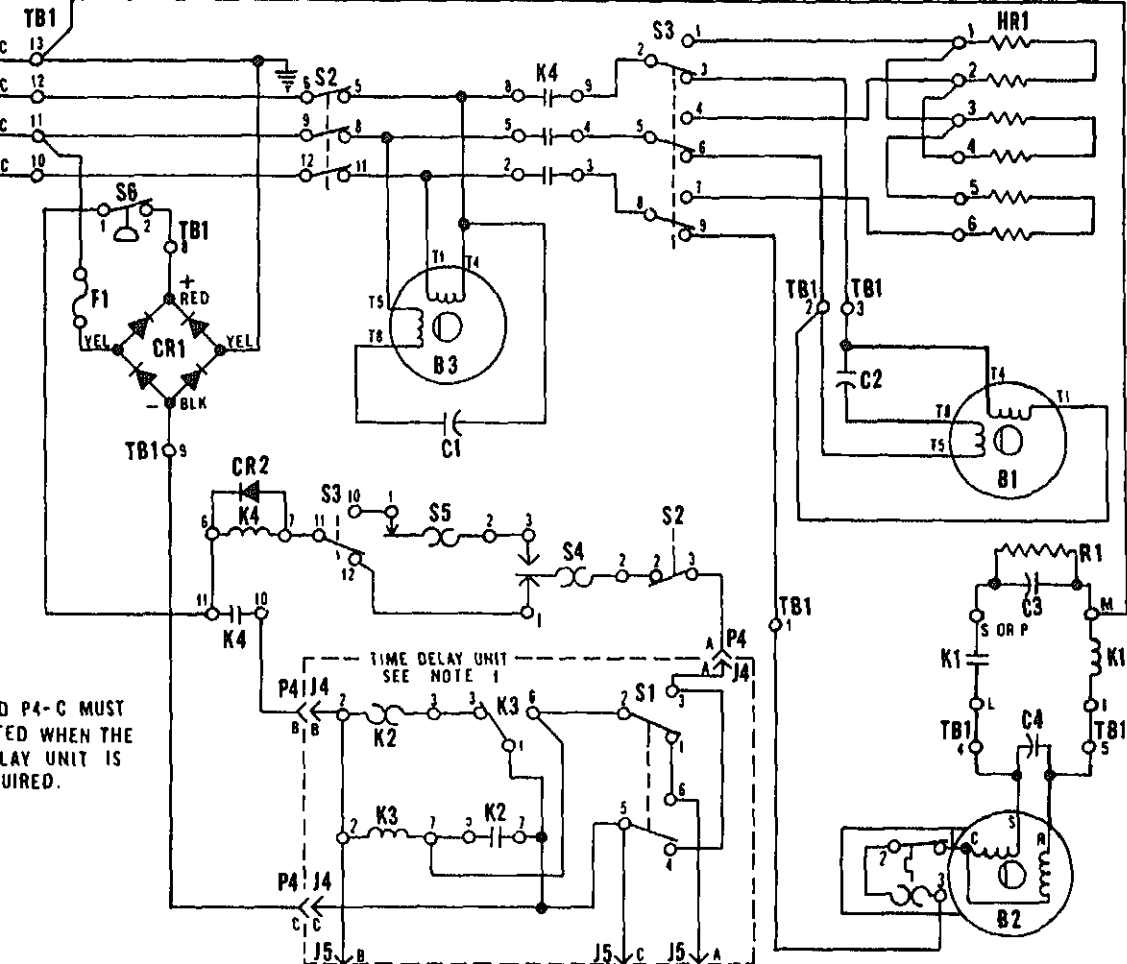 TB1
C 13
C 12
C 11
C 10
S2
6 5
9 8
12 11
K4
8 9
5 4
2 3
S3
1
2
3
4
5
6
7
8
9
HR1
1
2
3
4
5
6
S6
1 2
TB1
8
F1
+
RED
YEL CR1 YEL
- BLK
TB1 9
T1 T4
T5
T8
B3
C1
TB1 TB1
2 3
C2
T4
T1
T8
T5
B1
CR2
6 K4 7
S3
11 10 1
12
S5
2 3
1
S4
2
S2
2 3
11 10
K4
A P4
A J4
TIME DELAY UNIT
SEE NOTE 1
P4 J4
B B
2 3
K2
3 K3 6
1
S1
2 3
1
6
5
4
2 K3 7
K2
7
P4 J4
C C
J5 B
J5 C
J5 A
D P4-C MUST
TED WHEN THE
LAY UNIT IS
UIRED.
TB1
1
R1
C3
S OR P
M
K1 K1
L
TB1
4
C4
TB1
5
C S R
2
3
B2